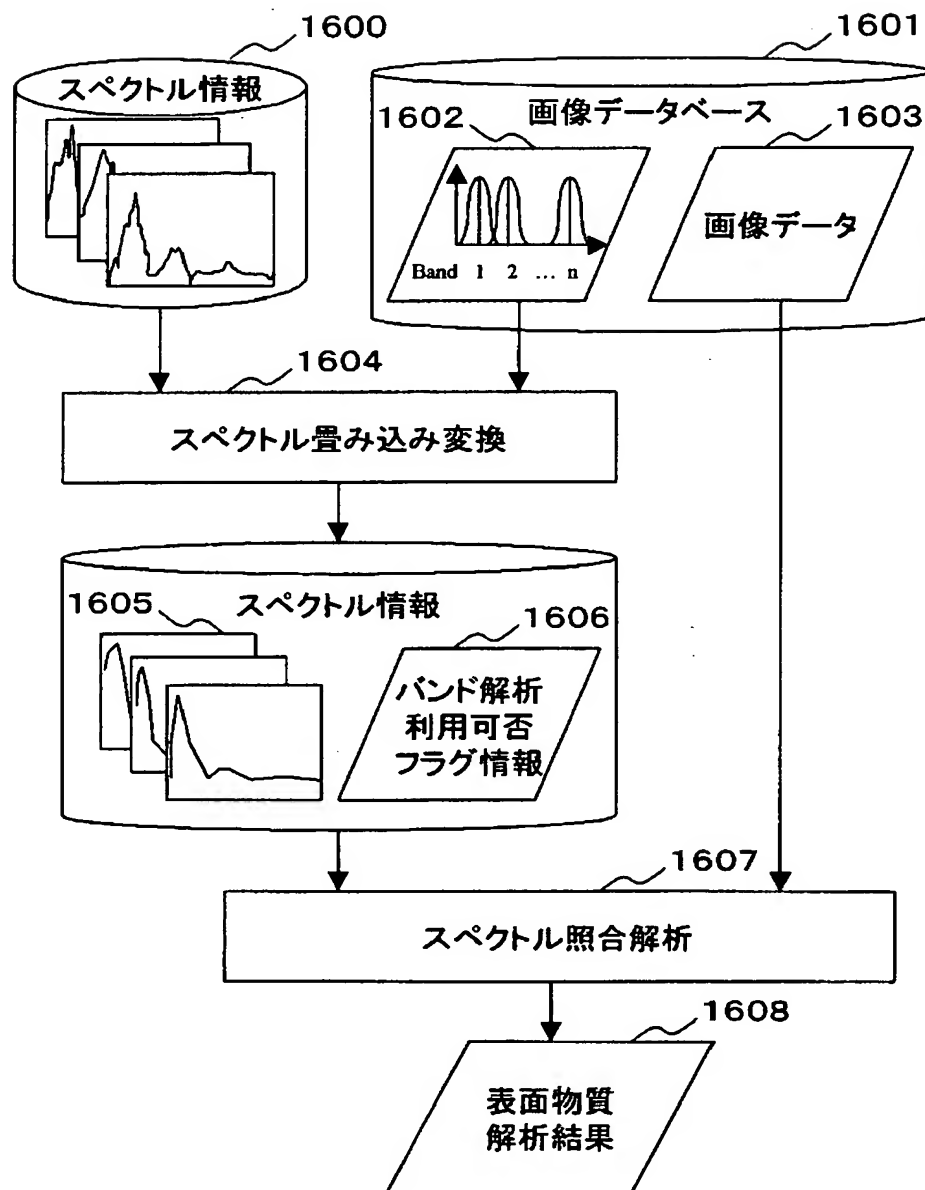 1600
スペクトル情報
1601
画像データベース
1602
Band 1 2 … n
1603
画像データ
1604
スペクトル畳み込み変換
スペクトル情報
1605
1606
バンド解析
利用可否
フラグ情報
1607
スペクトル照合解析
1608
表面物質
解析結果